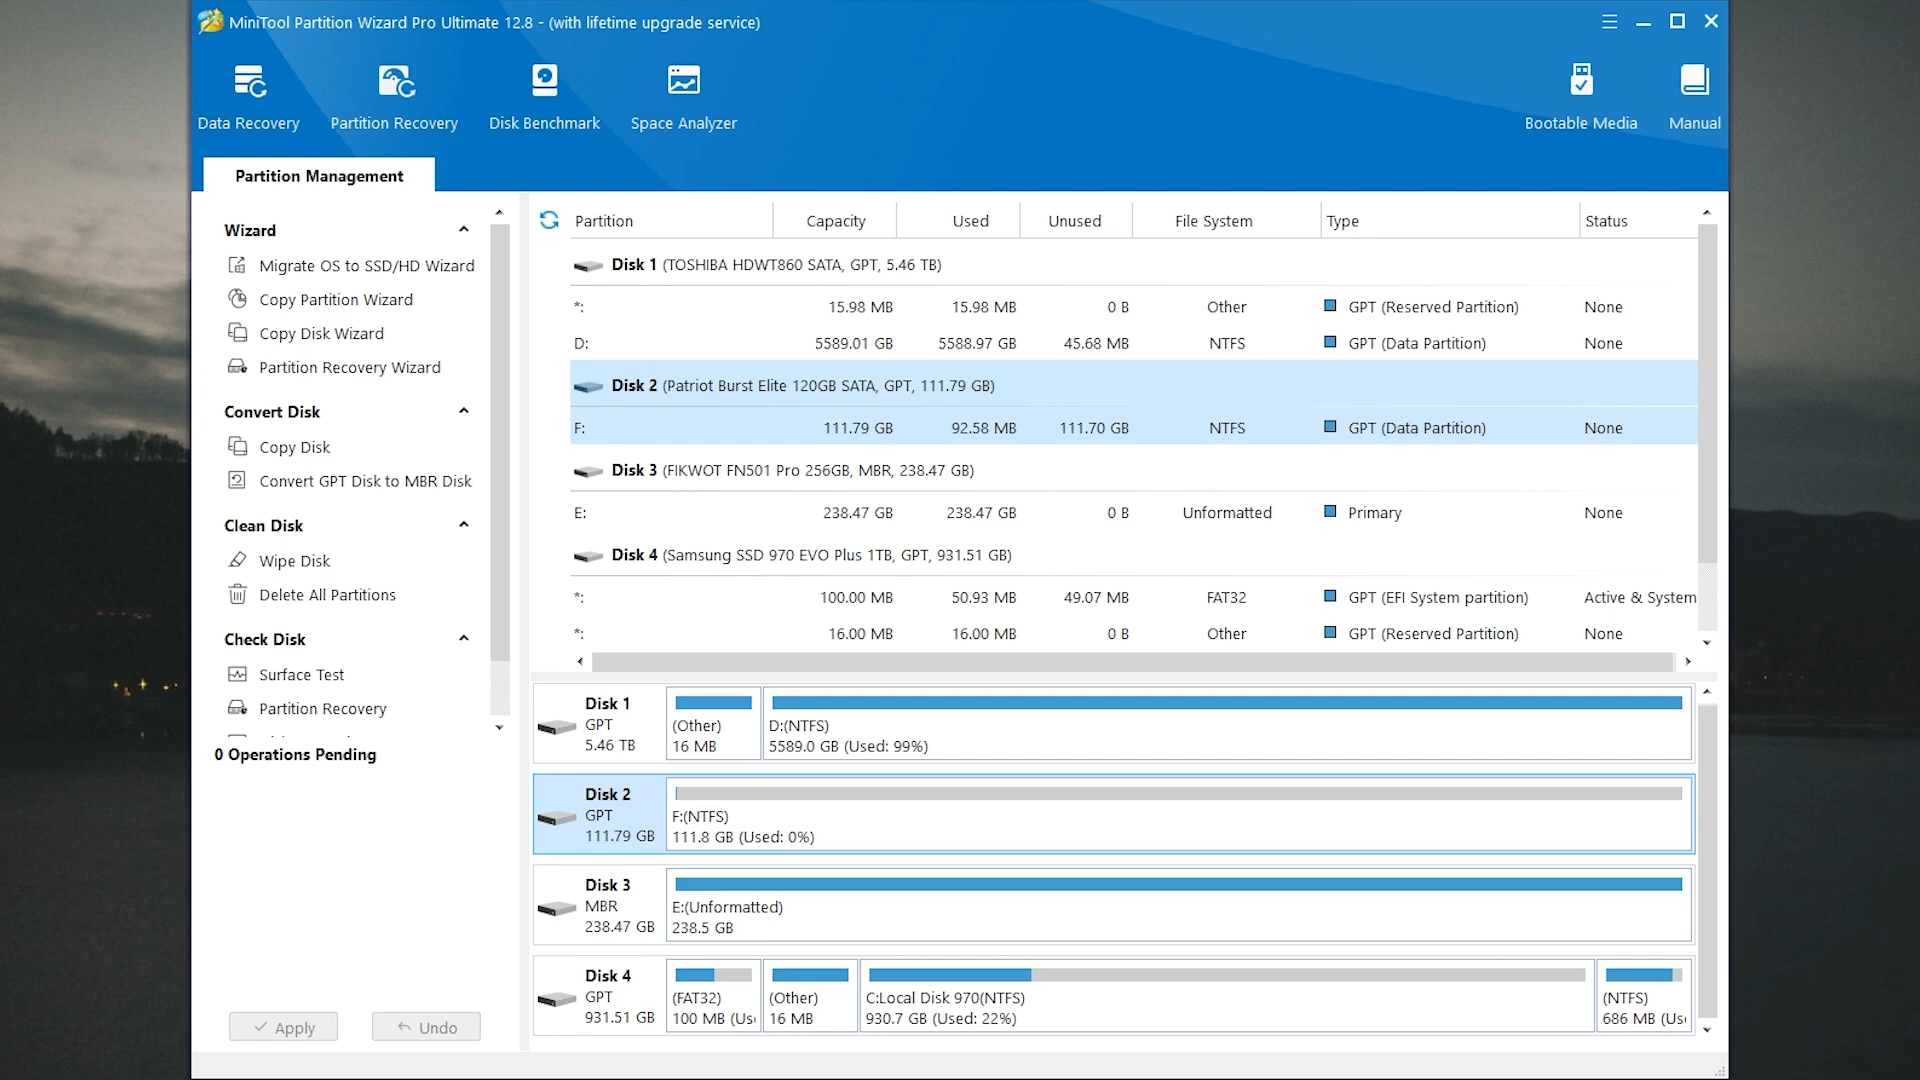 MiniTool Partition Wizard Pro Ultimate 12.8 - (with lifetime upgrade service)
Data Recovery
Partition Recovery
Disk Benchmark
Space Analyzer
Bootable Media
Manual
Partition Management
Wizard
Migrate OS to SSD/HD Wizard
Copy Partition Wizard
Copy Disk Wizard
Partition Recovery Wizard
Convert Disk
Copy Disk
Convert GPT Disk to MBR Disk
Clean Disk
Wipe Disk
Delete All Partitions
Check Disk
Surface Test
Partition Recovery
0 Operations Pending
Apply
Undo
Partition Capacity Used Unused File System Type Status
Disk 1 (TOSHIBA HDWT860 SATA, GPT, 5.46 TB)
*: 15.98 MB 15.98 MB 0 B Other GPT (Reserved Partition) None
D: 5589.01 GB 5588.97 GB 45.68 MB NTFS GPT (Data Partition) None
Disk 2 (Patriot Burst Elite 120GB SATA, GPT, 111.79 GB)
F: 111.79 GB 92.58 MB 111.70 GB NTFS GPT (Data Partition) None
Disk 3 (FIKWOT FN501 Pro 256GB, MBR, 238.47 GB)
E: 238.47 GB 238.47 GB 0 B Unformatted Primary None
Disk 4 (Samsung SSD 970 EVO Plus 1TB, GPT, 931.51 GB)
*: 100.00 MB 50.93 MB 49.07 MB FAT32 GPT (EFI System partition) Active & System
*: 16.00 MB 16.00 MB 0 B Other GPT (Reserved Partition) None
Disk 1
GPT
5.46 TB
(Other)
16 MB
D:(NTFS)
5589.0 GB (Used: 99%)
Disk 2
GPT
111.79 GB
F:(NTFS)
111.8 GB (Used: 0%)
Disk 3
MBR
238.47 GB
E:(Unformatted)
238.5 GB
Disk 4
GPT
931.51 GB
(FAT32)
100 MB (Us
(Other)
16 MB
C:Local Disk 970(NTFS)
930.7 GB (Used: 22%)
(NTFS)
686 MB (Us